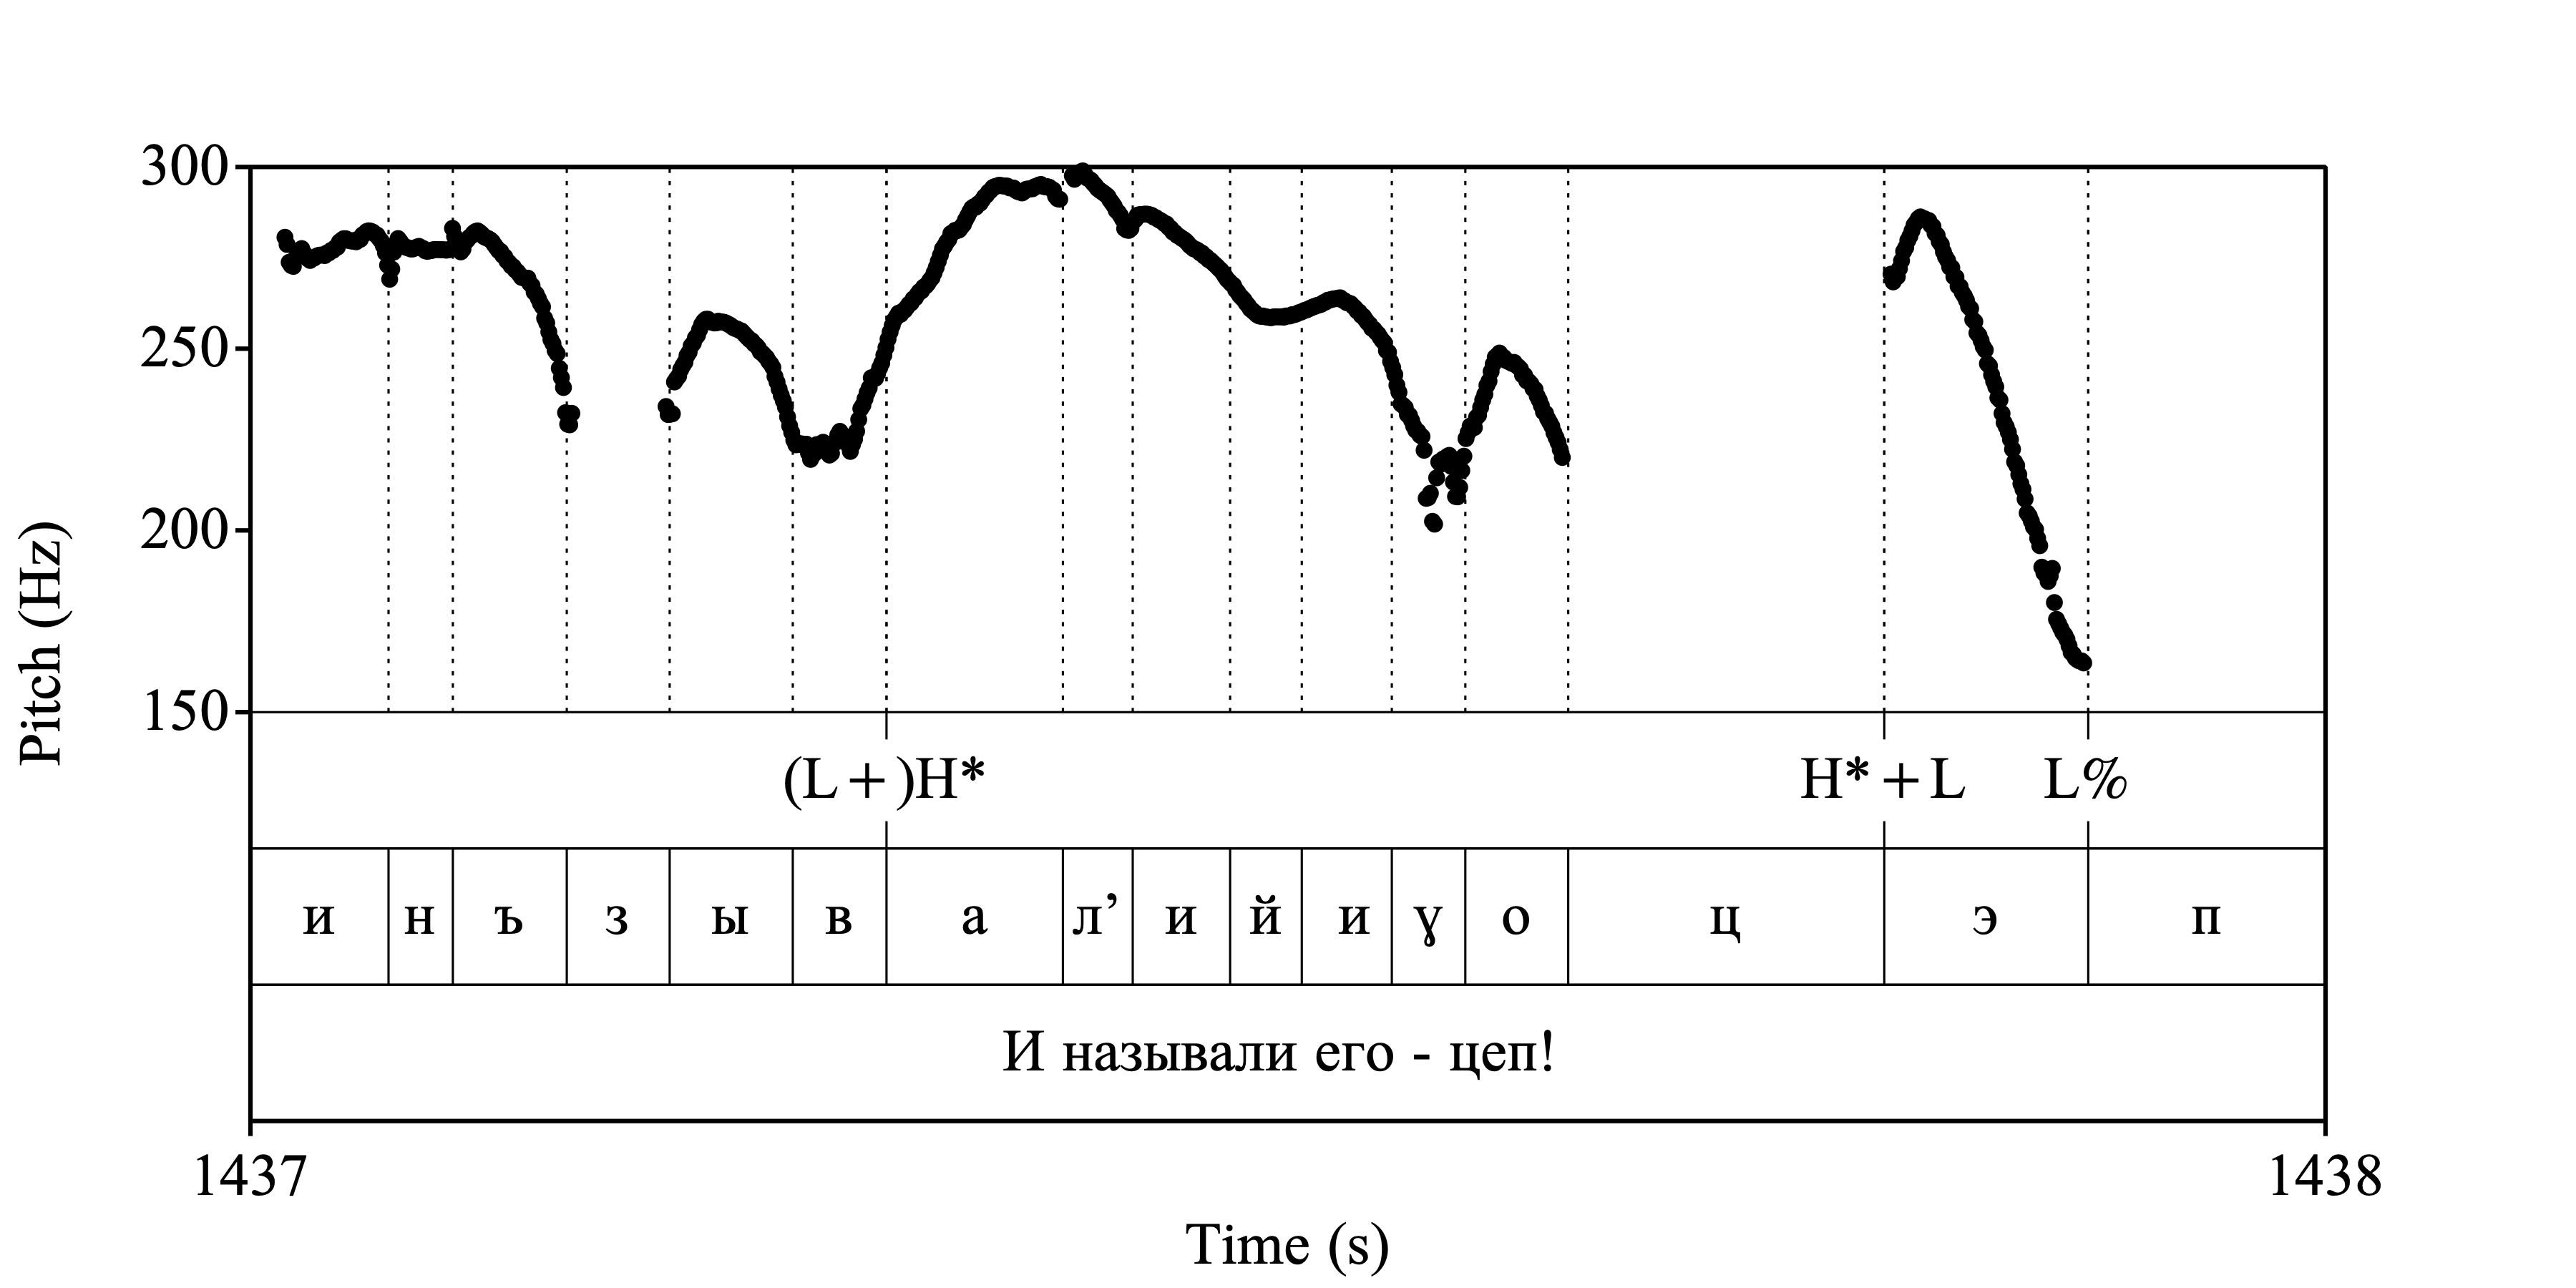 300
250
200
150
Pitch (Hz)
(L+)H* H*+L L%
и н ъ з ы в а л’ и й и ɣ о ц э п
И называли его - цеп!
1437 1438
Time (s)